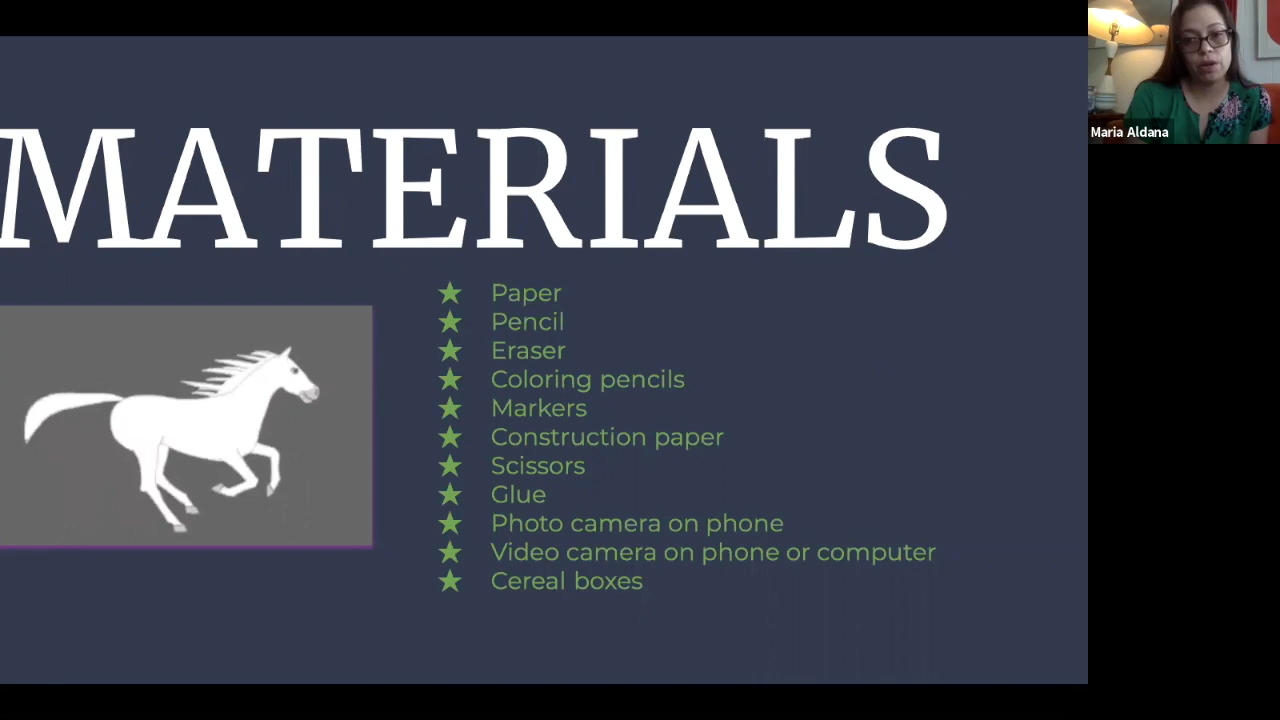 MATERIALS
★ Paper
★ Pencil
★ Eraser
★ Coloring pencils
★ Markers
★ Construction paper
★ Scissors
★ Glue
★ Photo camera on phone
★ Video camera on phone or computer
★ Cereal boxes
Maria Aldana